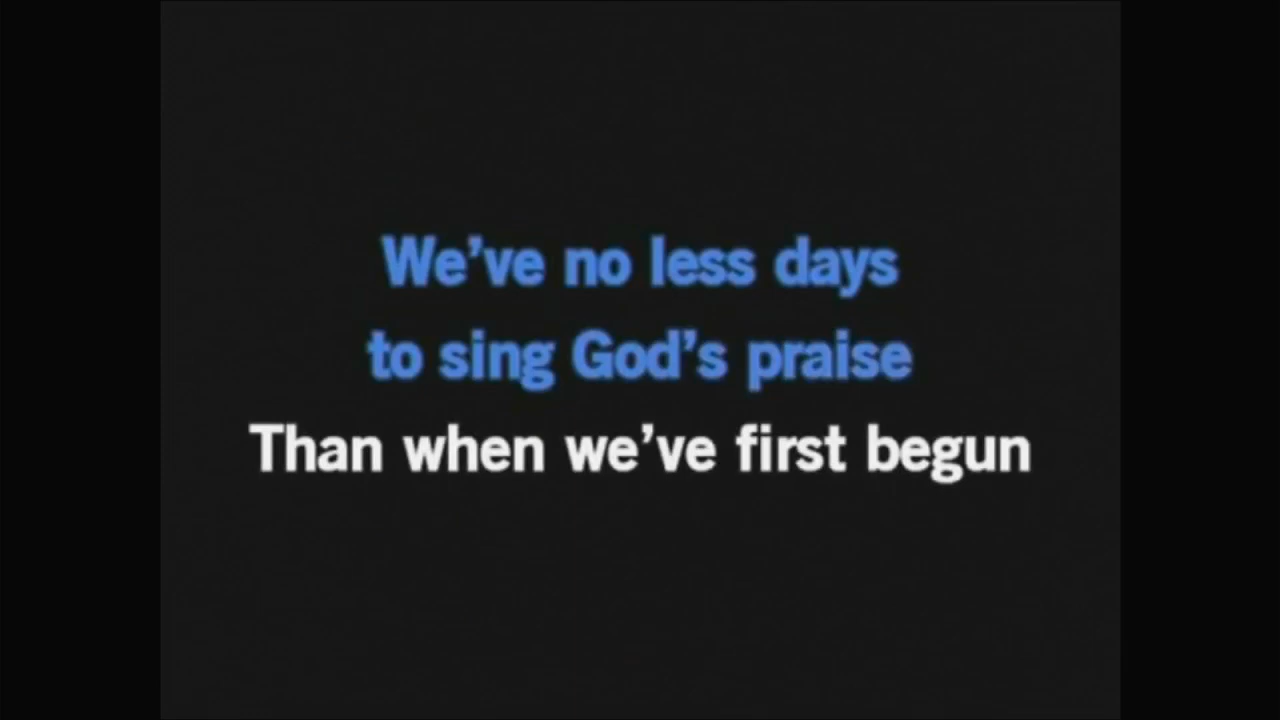 We’ve no less days
to sing God’s praise
Than when we’ve first begun